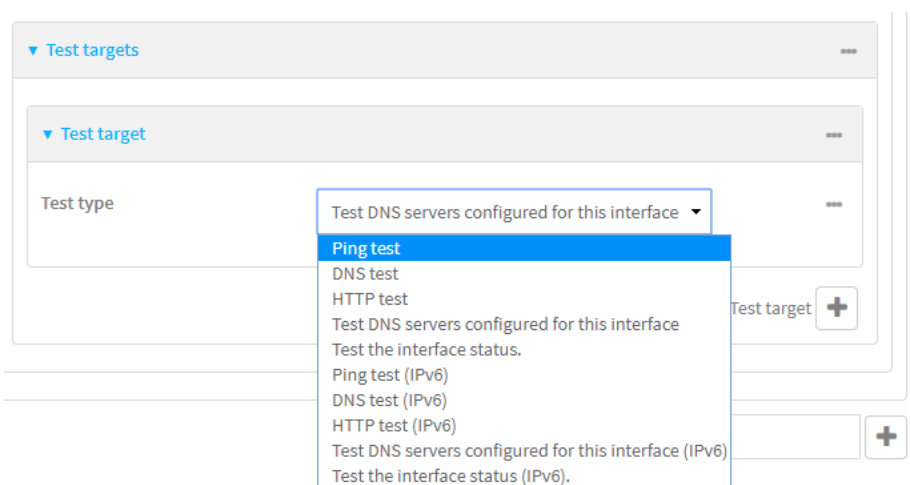 Test targets
Test target
Test type
Test DNS servers configured for this interface
Ping test
DNS test
HTTP test
Test DNS servers configured for this interface
Test the interface status.
Ping test (IPv6)
DNS test (IPv6)
HTTP test (IPv6)
Test DNS servers configured for this interface (IPv6)
Test the interface status (IPv6).
Test target